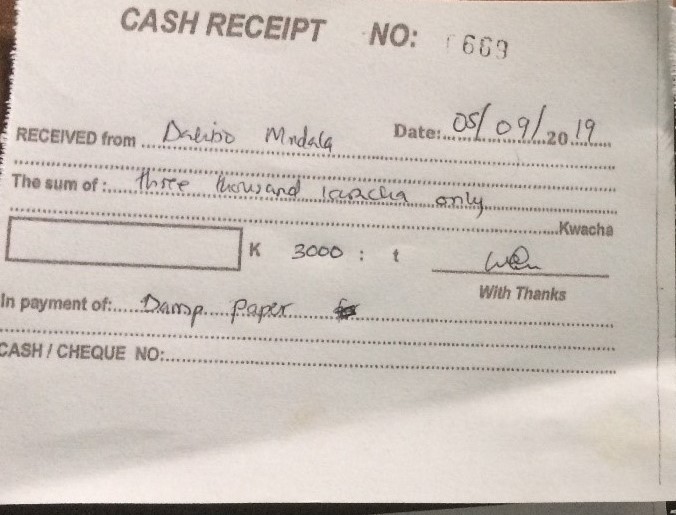 CASH RECEIPT NO: 669
RECEIVED from Daliso Mndala Date: 05/09/2019
The sum of: three thousand kwacha only
Kwacha
K 3000 : t
With Thanks
In payment of: Damp Paper
CASH / CHEQUE NO: